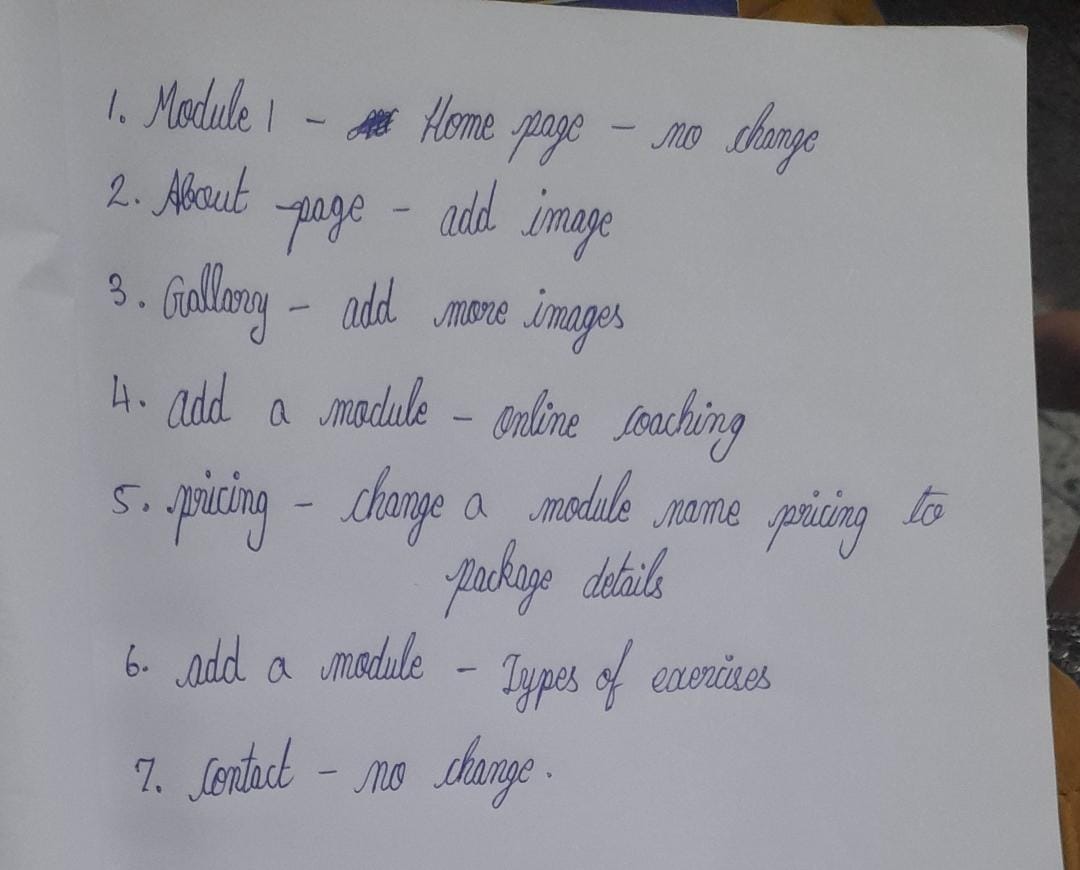 1. Module 1 - Home page - no change
2. About page - add image
3. Gallary - add more images
4. add a module - online coaching
5. pricing - change a module name pricing to
package details
6. add a module - Types of exercises
7. contact - no change.